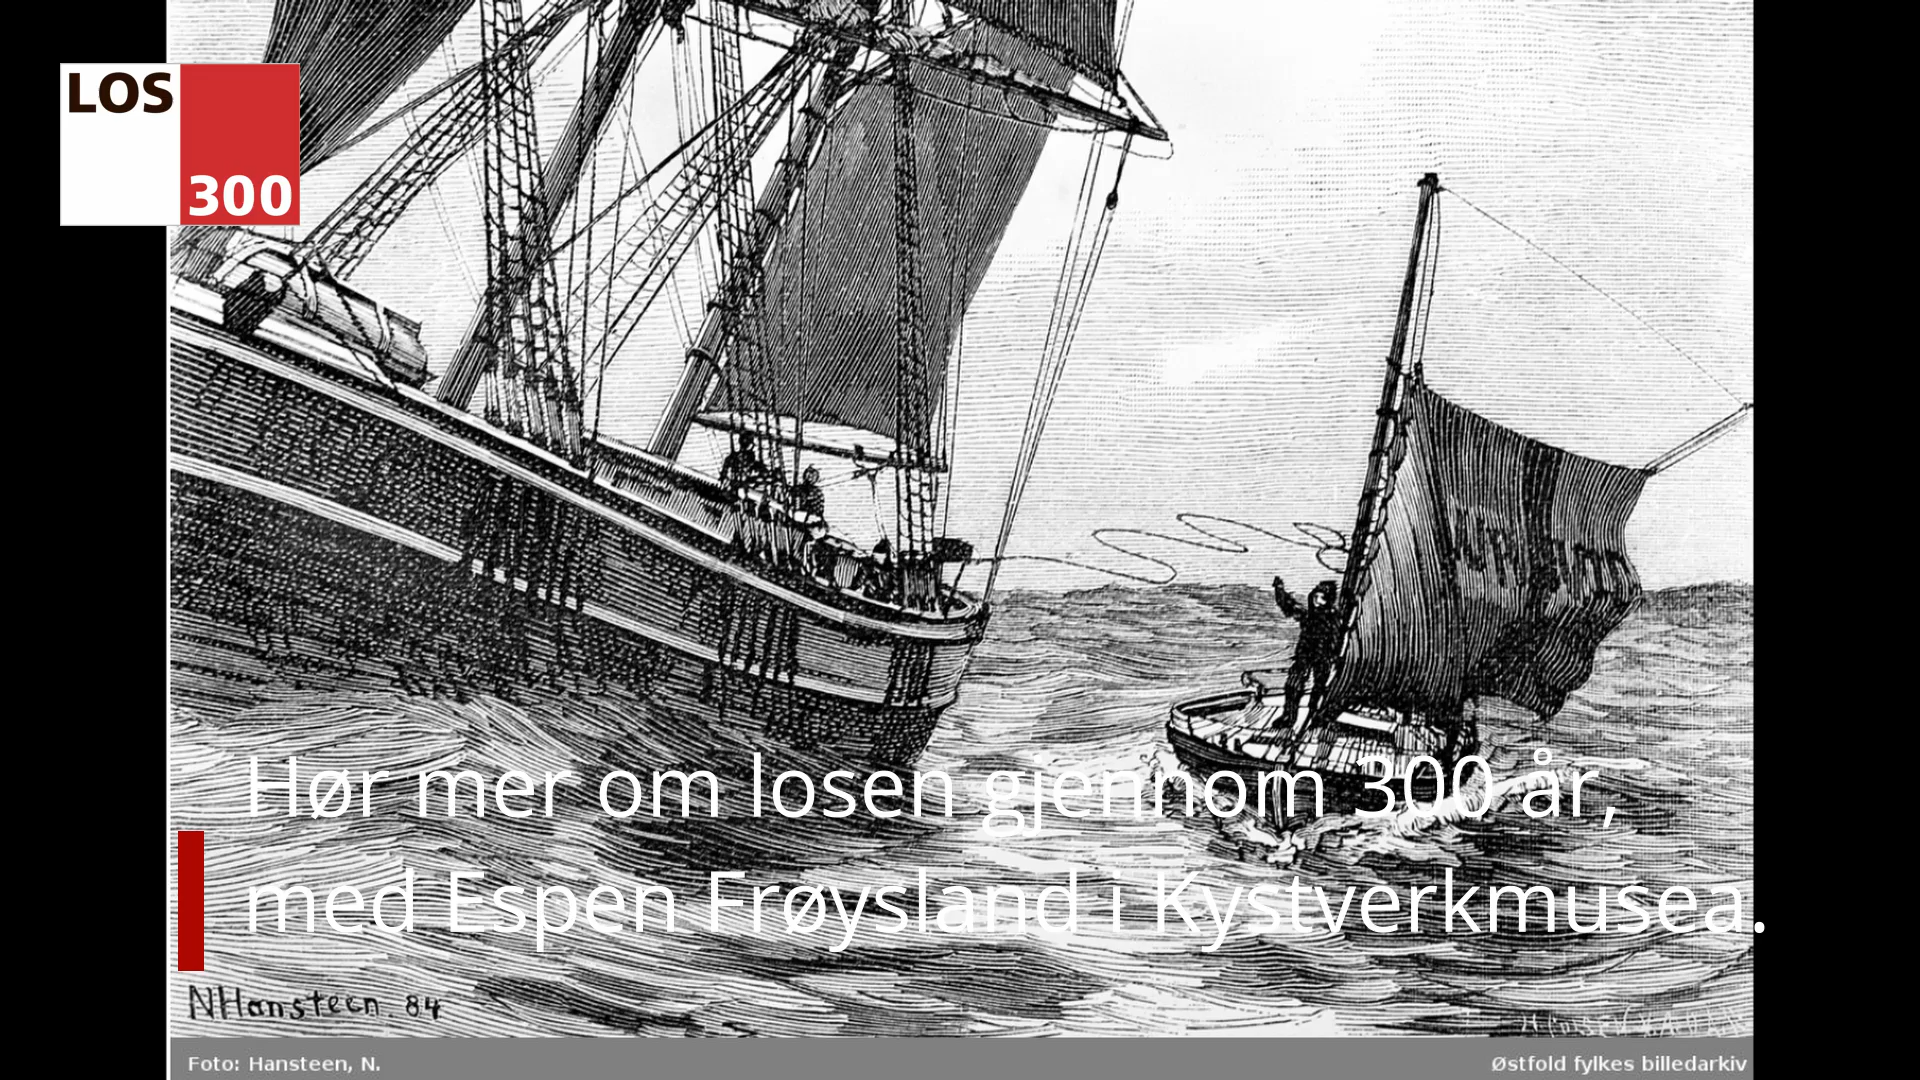 LOS
300
Hør mer om losen gjennom 300 år,
med Espen Frøysland i Kystverkmusea.
NHansteen. 84
Foto: Hansteen, N.
Østfold fylkes billedarkiv